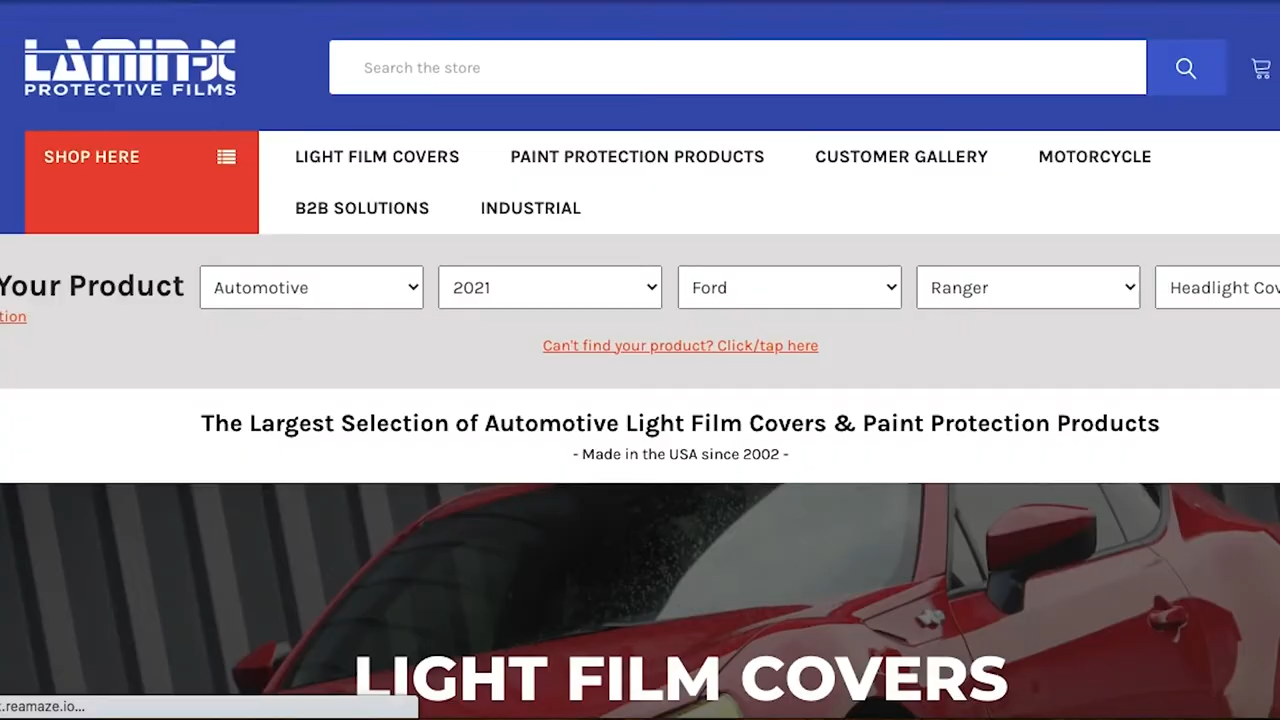 LAMIN-X
PROTECTIVE FILMS
Search the store
SHOP HERE
LIGHT FILM COVERS
PAINT PROTECTION PRODUCTS
CUSTOMER GALLERY
MOTORCYCLE
B2B SOLUTIONS
INDUSTRIAL
Your Product
Automotive
2021
Ford
Ranger
Headlight Cov
tion
Can't find your product? Click/tap here
The Largest Selection of Automotive Light Film Covers & Paint Protection Products
- Made in the USA since 2002 -
LIGHT FILM COVERS
.reamaze.io...